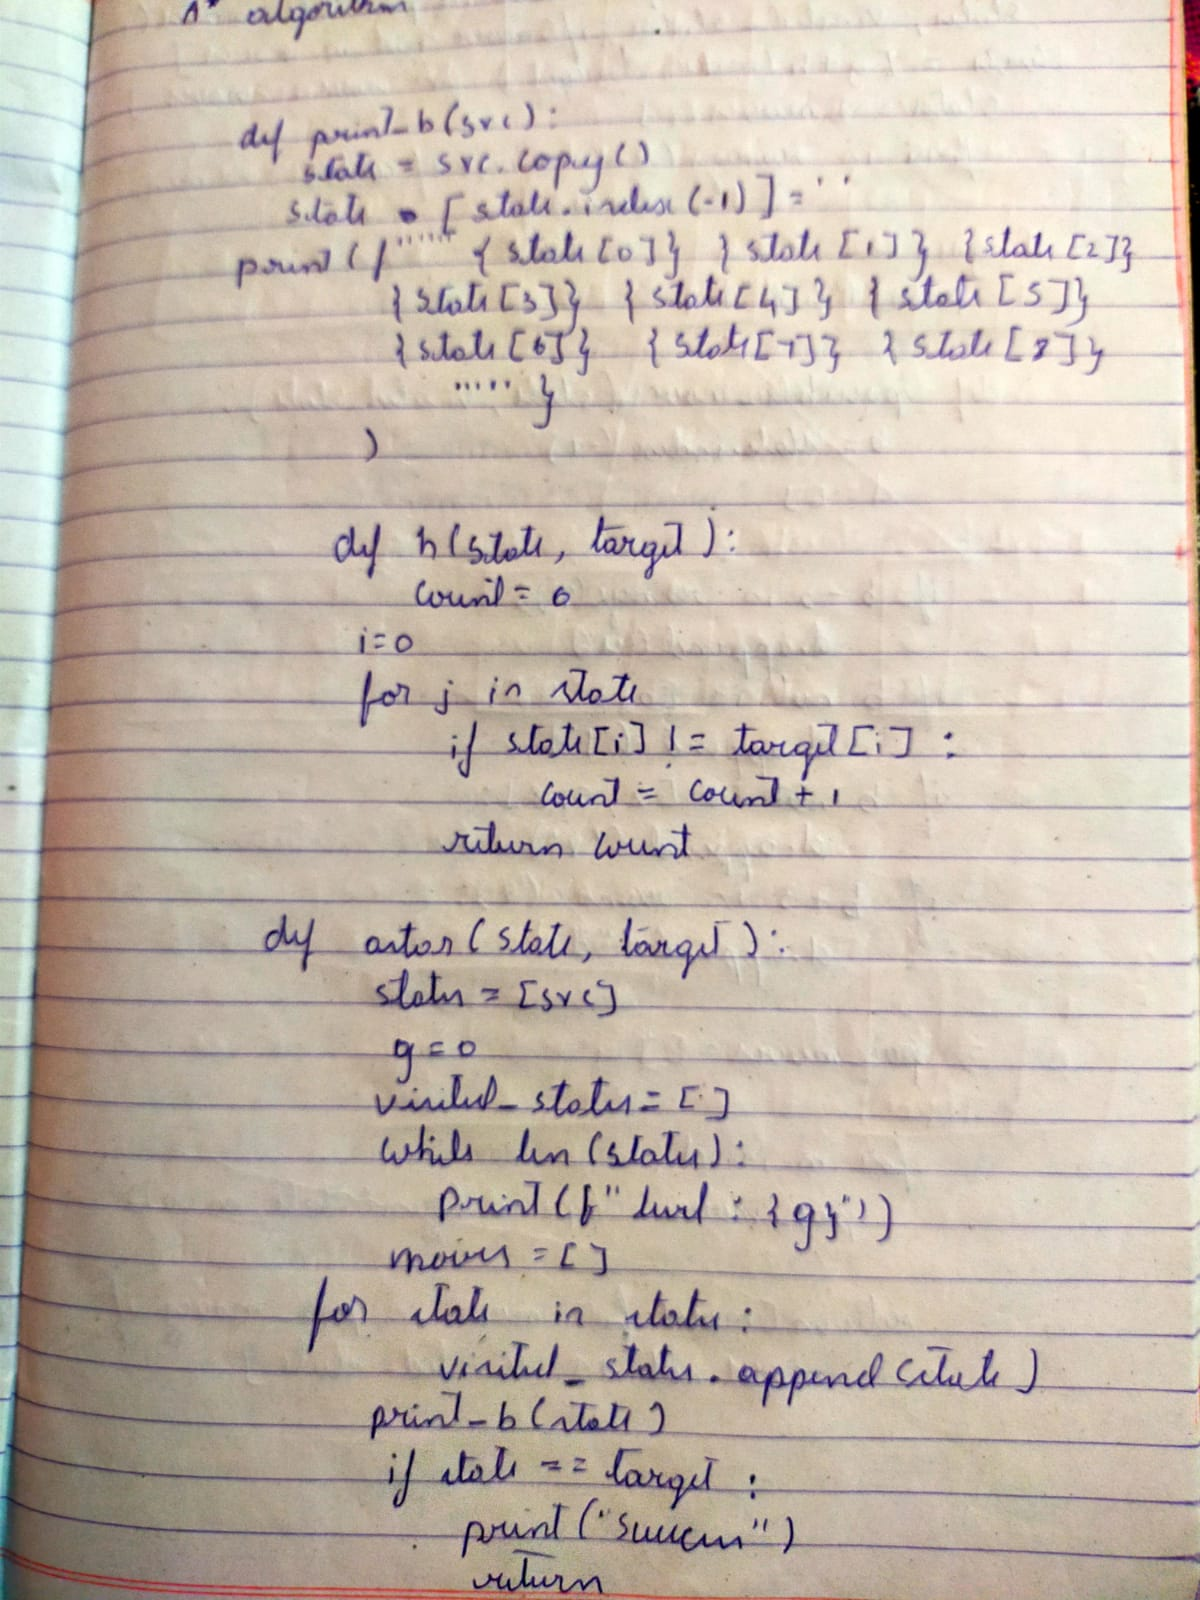 A* algorithm
def print_b(src):
state = src.copy()
state • [state.index(-1)] = ' '
print(f""" {state[0]} {state[1]} {state[2]}
{state[3]} {state[4]} {state[5]}
{state[6]} {state[7]} {state[8]}
""" }
)
def h(state, target):
count = 0
i=0
for j in state
if state[i] != target[i] :
count = count + 1
return count
def astar(state, target):
states = [src]
g=0
visited_states = []
while len(states):
print(f"level : {g}")
moves = []
for state in states:
visited_states.append(state)
print_b(state)
if state == target :
print("Success")
return